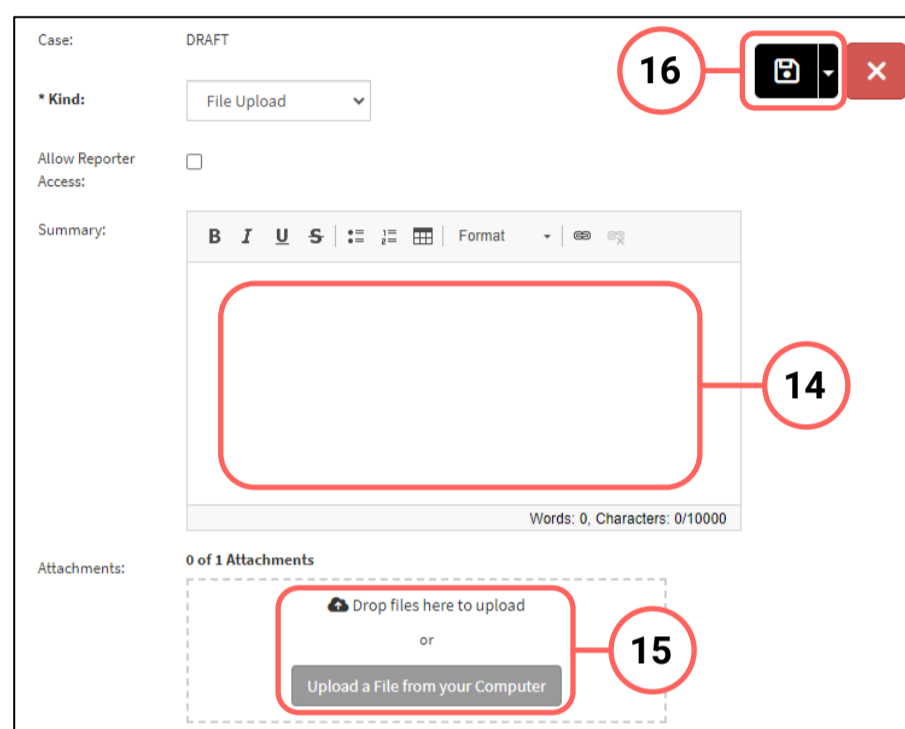 Case: DRAFT
16
* Kind: File Upload
Allow Reporter
Access:
Summary:
B I U S Format
14
Words: 0, Characters: 0/10000
Attachments: 0 of 1 Attachments
Drop files here to upload
or
15
Upload a File from your Computer